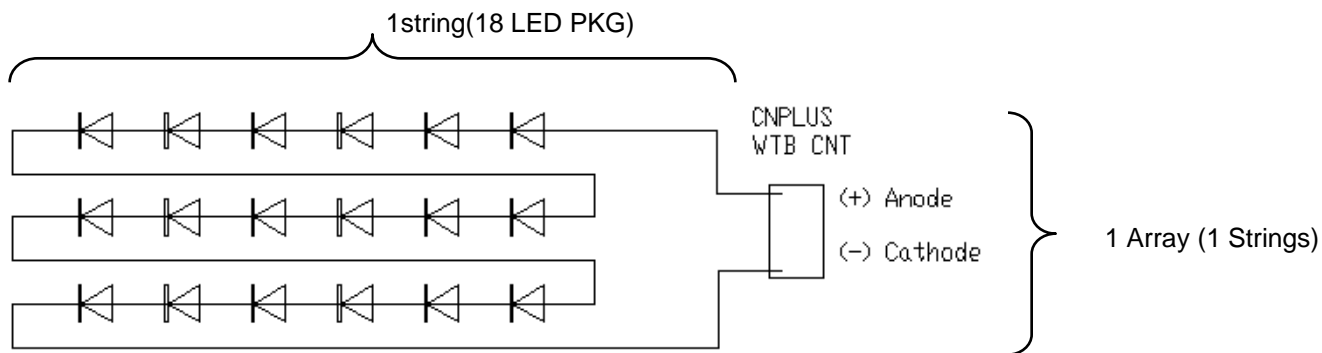 1string(18 LED PKG)
CNPLUS
WTB CNT
(+) Anode
(-) Cathode
1 Array (1 Strings)